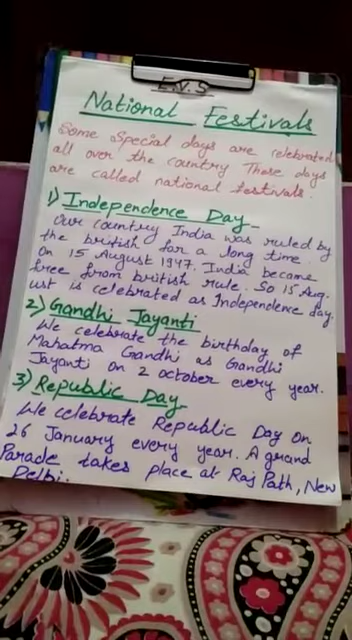 E.V.S
National Festivals
Some Special days are celebrated
all over the country These days
are called national festivals.
1) Independence Day-
Our country India was ruled by
the british for a long time.
On 15 August 1947. India became
free from british rule. So 15 Aug.
ust is celebrated as Independence day.
2) Gandhi Jayanti
We celebrate the birthday of
Mahatma Gandhi as Gandhi
Jayanti on 2 october every year.
3) Republic Day
We celebrate Republic Day on
26 January every year. A grand
Parade takes place at Raj Path, New
Delhi.